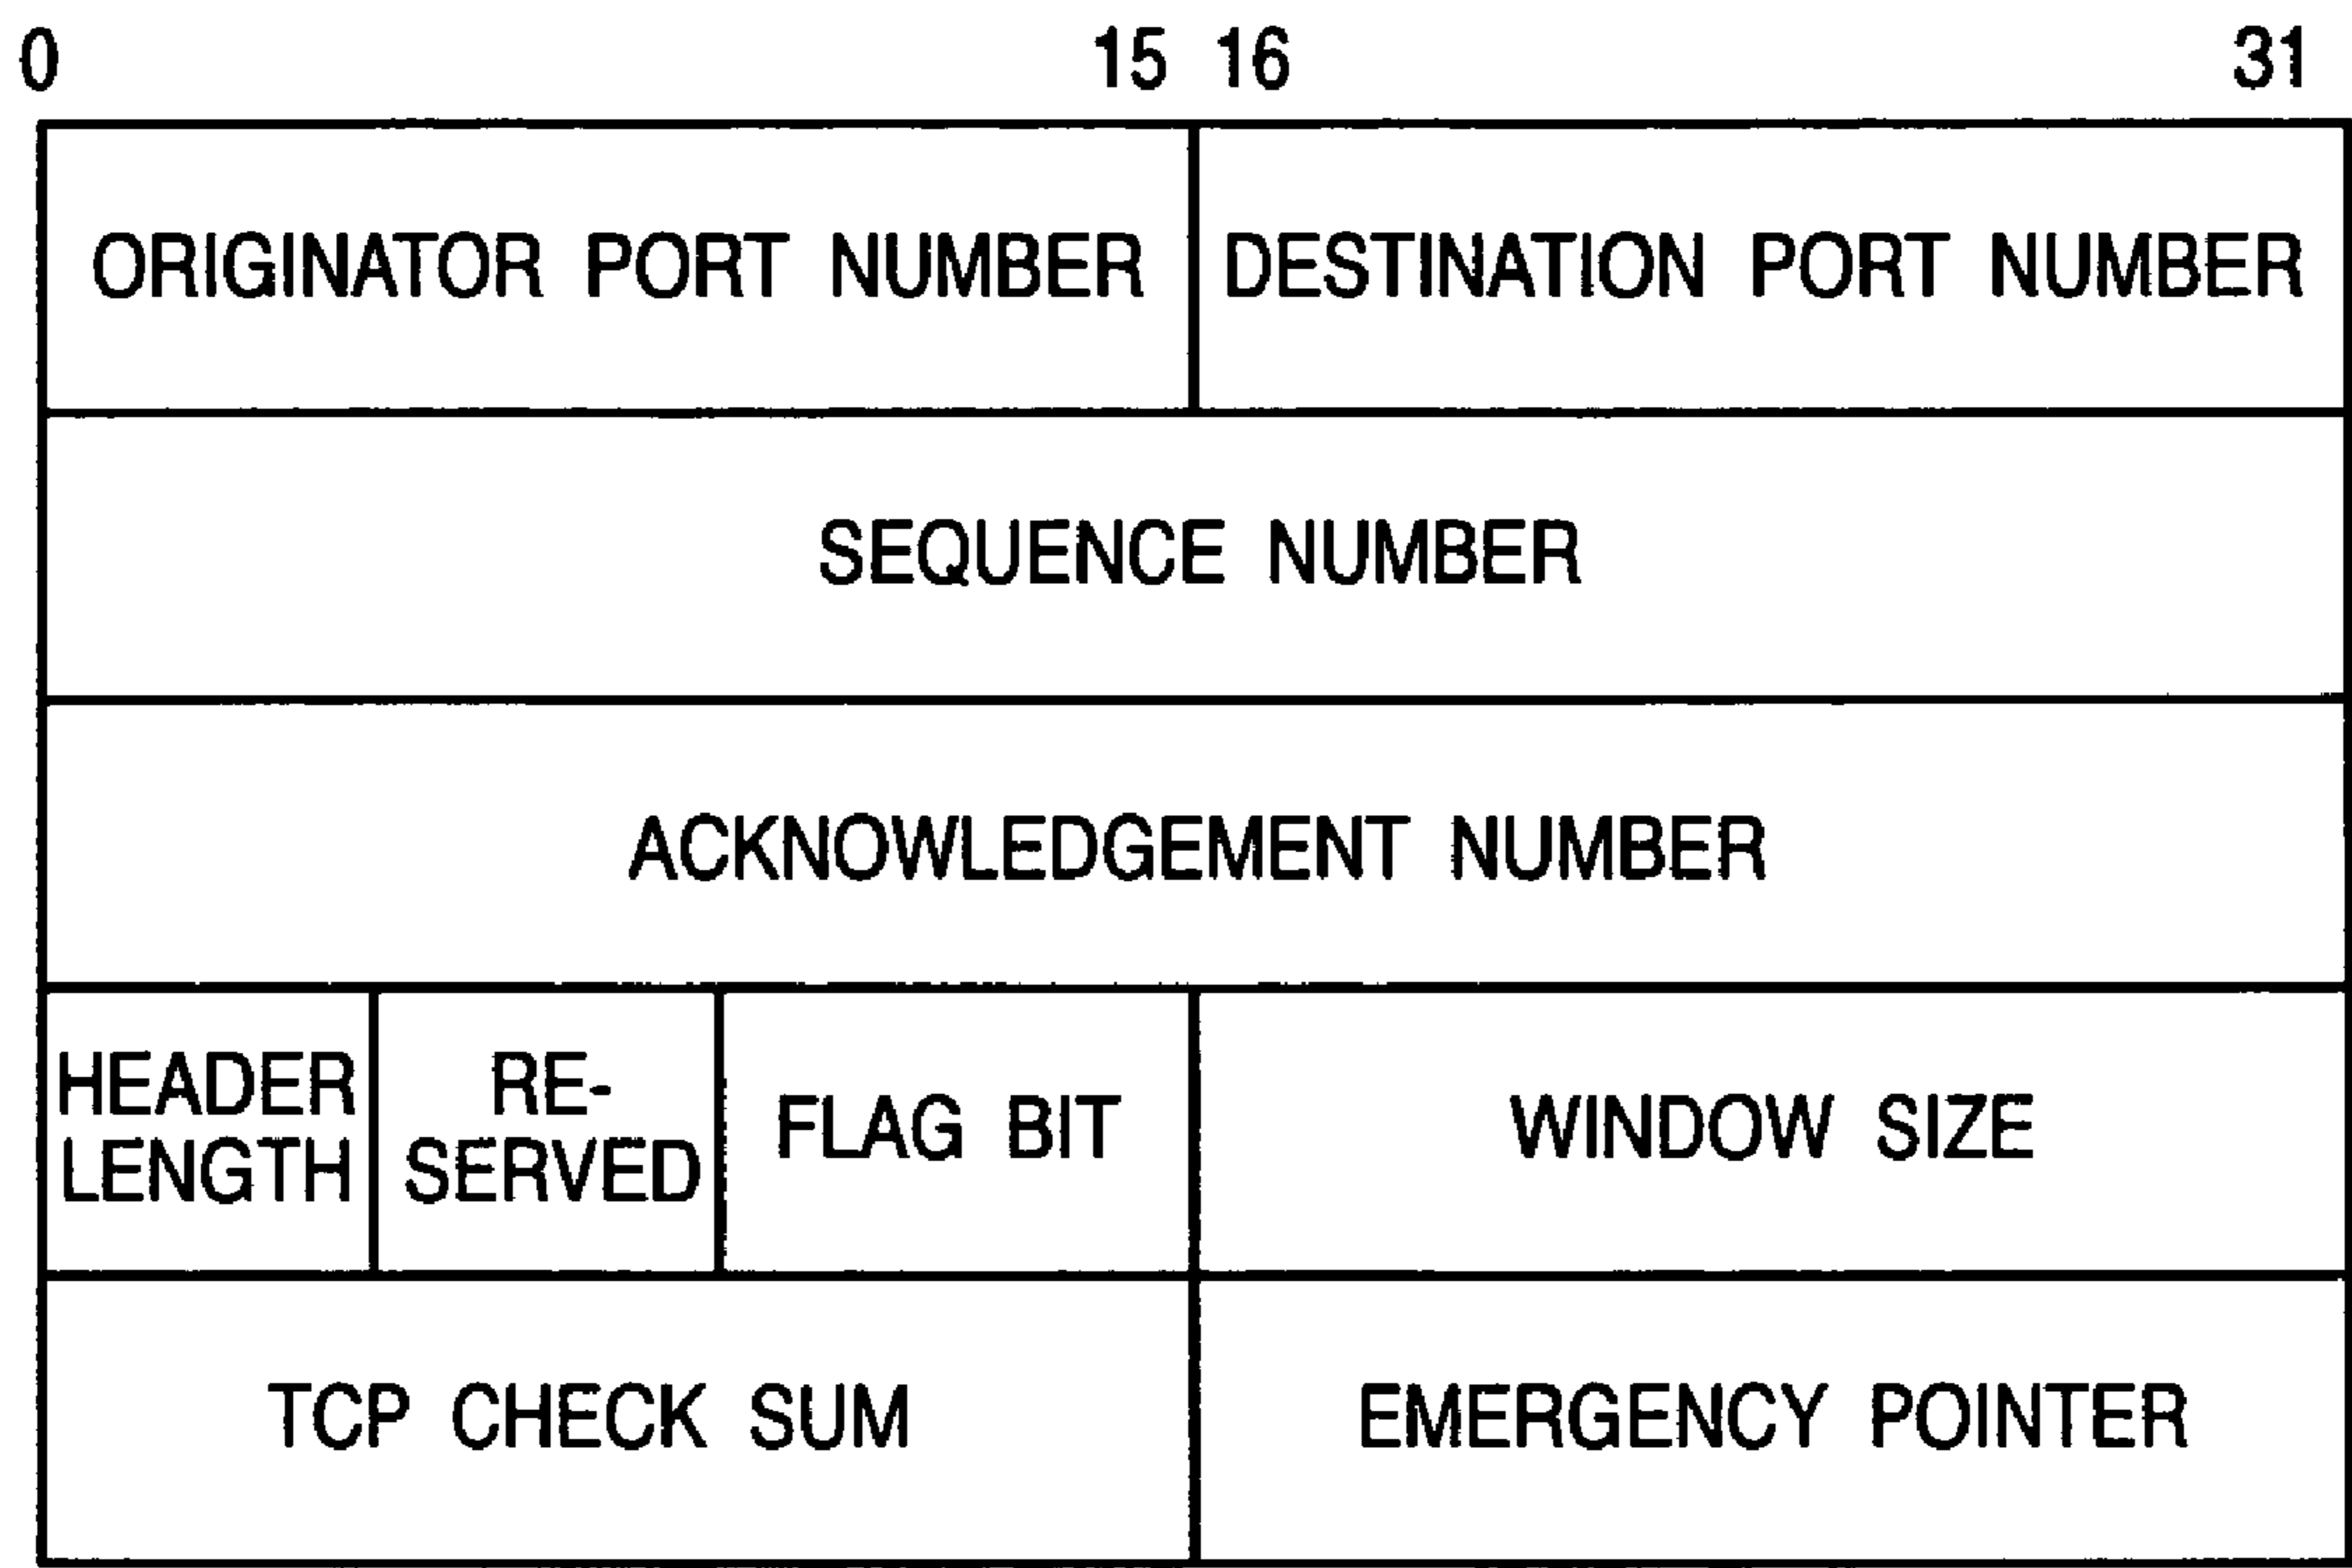 0 15 16 31
ORIGINATOR PORT NUMBER DESTINATION PORT NUMBER
SEQUENCE NUMBER
ACKNOWLEDGEMENT NUMBER
HEADER
LENGTH
RE-
SERVED
FLAG BIT
WINDOW SIZE
TCP CHECK SUM EMERGENCY POINTER